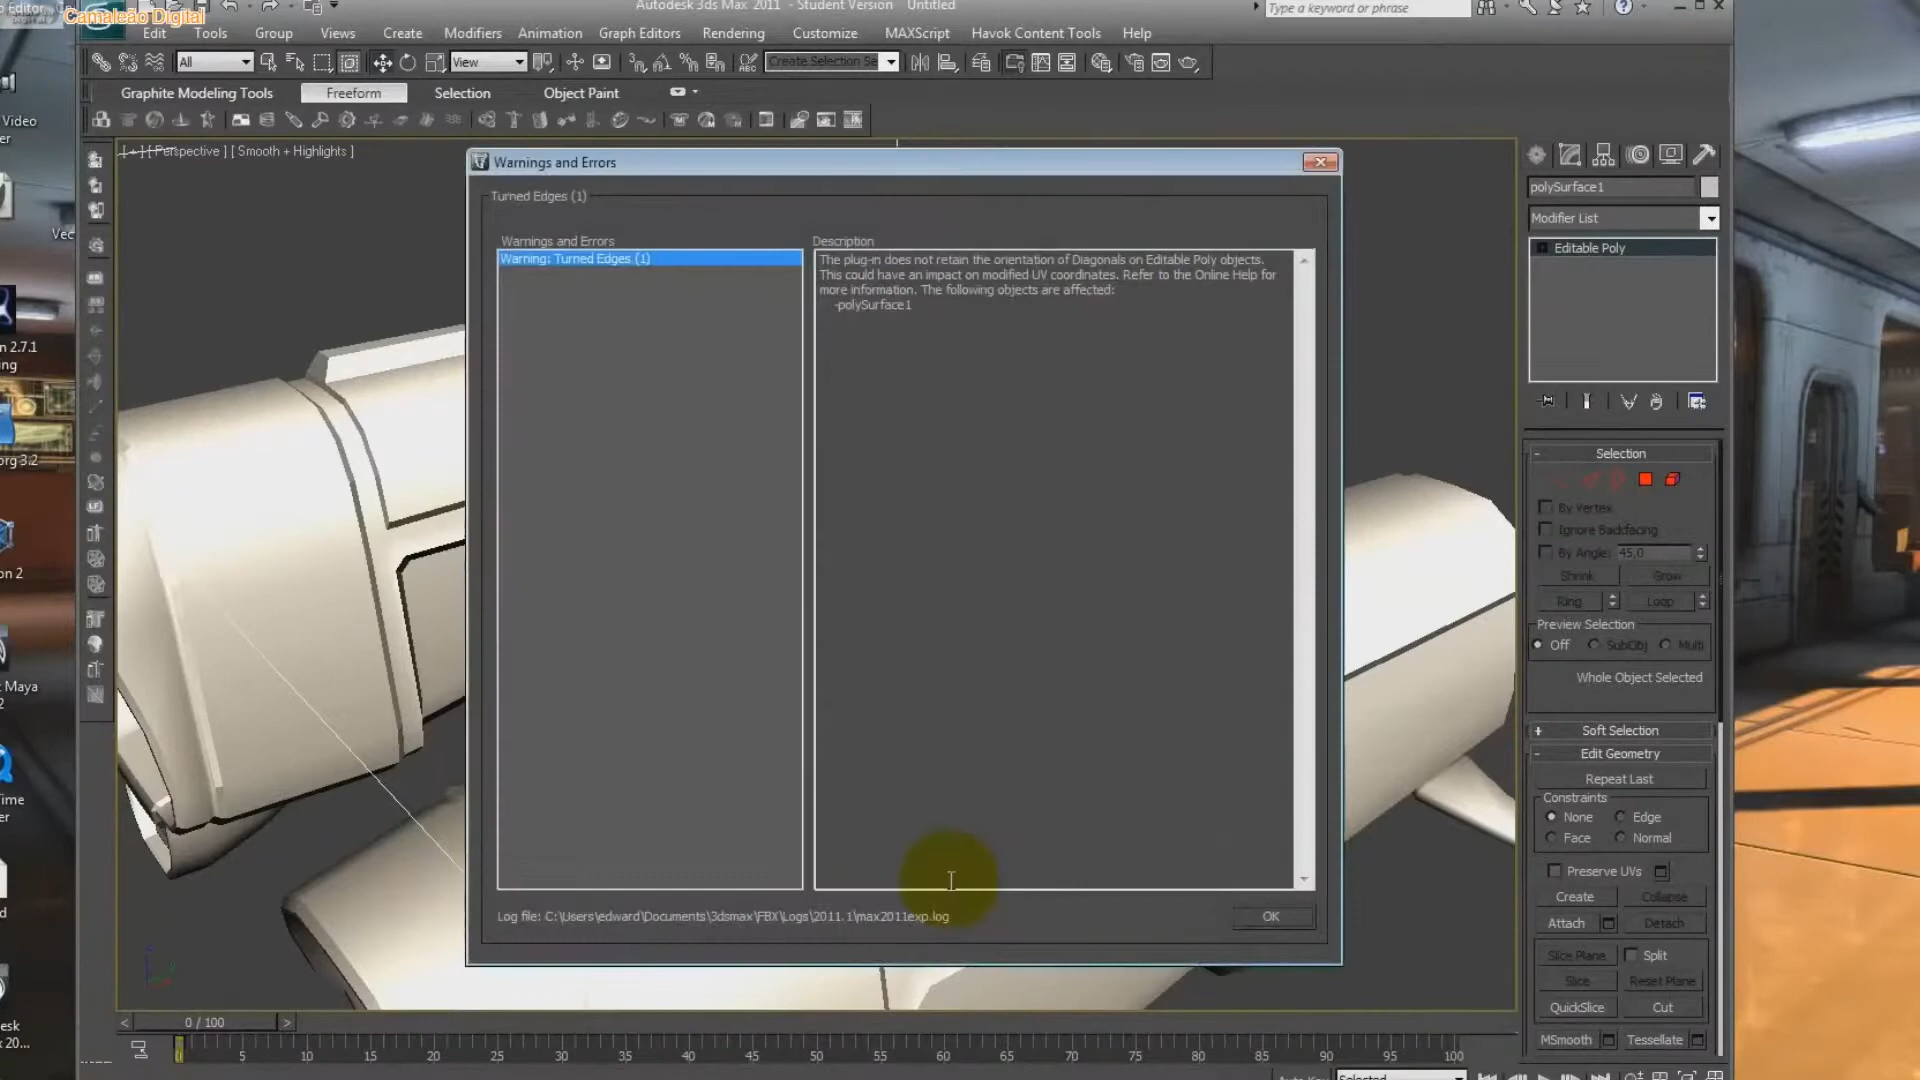 Camaleão Digital
Autodesk 3ds Max 2011 - Student Version Untitled
Type a keyword or phrase
Edit Tools Group Views Create Modifiers Animation Graph Editors Rendering Customize MAXScript Havok Content Tools Help
All
View
Create Selection Se
Graphite Modeling Tools Freeform Selection Object Paint
[ + ] [ Perspective ] [ Smooth + Highlights ]
Warnings and Errors
Turned Edges (1)
Warnings and Errors
Warning: Turned Edges (1)
Description
The plug-in does not retain the orientation of Diagonals on Editable Poly objects.
This could have an impact on modified UV coordinates. Refer to the Online Help for
more information. The following objects are affected:
-polySurface1
Log file: C:\Users\edward\Documents\3dsmax\FBX\Logs\2011.1\max2011exp.log
OK
polySurface1
Modifier List
Editable Poly
- Selection
By Vertex
Ignore Backfacing
By Angle: 45,0
Shrink Grow
Ring Loop
Preview Selection
Off SubObj Multi
Whole Object Selected
+ Soft Selection
- Edit Geometry
Repeat Last
Constraints
None Edge
Face Normal
Preserve UVs
Create Collapse
Attach Detach
Slice Plane Split
Slice Reset Plane
QuickSlice Cut
MSmooth Tessellate
< 0 / 100 >
5 10 15 20 25 30 35 40 45 50 55 60 65 70 75 80 85 90 95 100
Selected
Video
2.7.1
3.2
2
Maya
2
20...